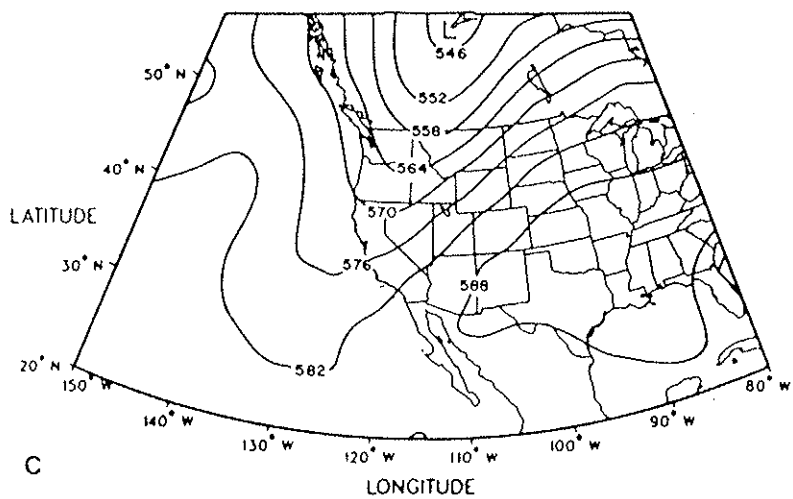 L
546
50° N
552
558
40° N
564
LATITUDE
570
30° N
576
588
20° N
582
150° W
80° W
140° W
90° W
130° W
100° W
120° W
110° W
C
LONGITUDE